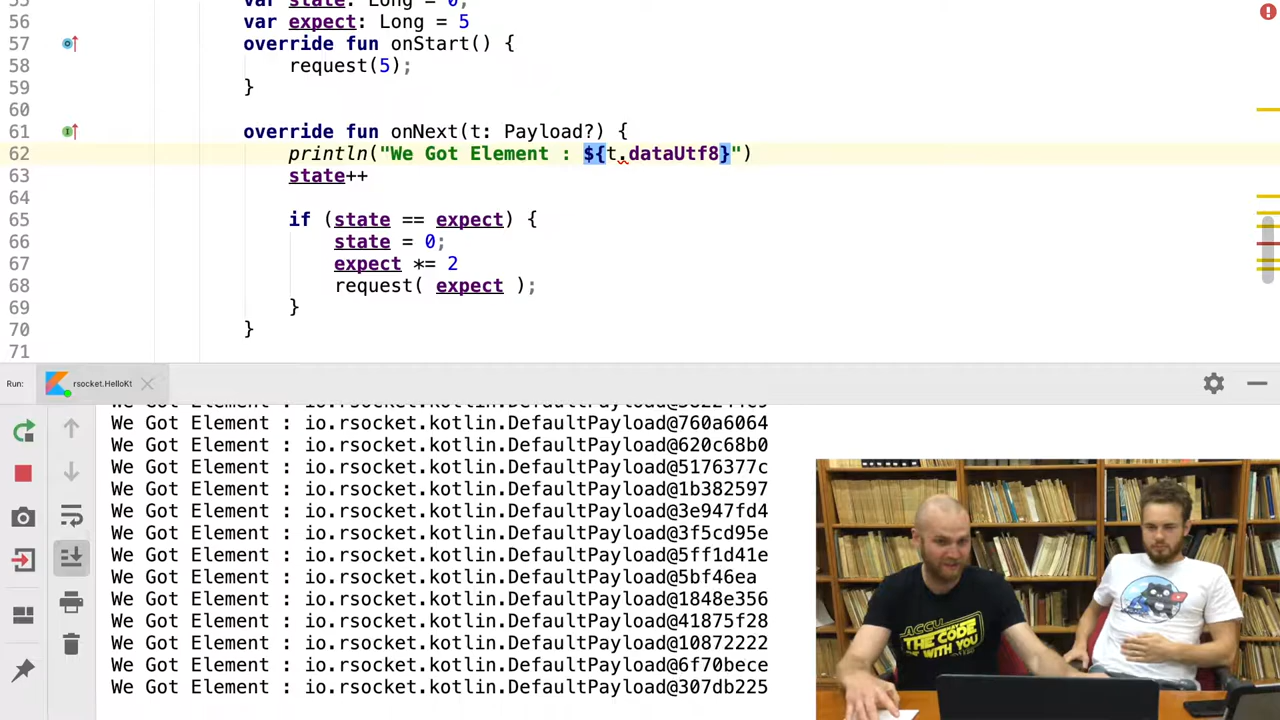 55 var state: Long = 0;
56 var expect: Long = 5
57 override fun onStart() {
58 request(5);
59 }
60
61 override fun onNext(t: Payload?) {
62 println("We Got Element : ${t.dataUtf8}")
63 state++
64
65 if (state == expect) {
66 state = 0;
67 expect *= 2
68 request( expect );
69 }
70 }
71
Run: rsocket.HelloKt
We Got Element : io.rsocket.kotlin.DefaultPayload@760a6064
We Got Element : io.rsocket.kotlin.DefaultPayload@620c68b0
We Got Element : io.rsocket.kotlin.DefaultPayload@5176377c
We Got Element : io.rsocket.kotlin.DefaultPayload@1b382597
We Got Element : io.rsocket.kotlin.DefaultPayload@3e947fd4
We Got Element : io.rsocket.kotlin.DefaultPayload@3f5cd95e
We Got Element : io.rsocket.kotlin.DefaultPayload@5ff1d41e
We Got Element : io.rsocket.kotlin.DefaultPayload@5bf46ea
We Got Element : io.rsocket.kotlin.DefaultPayload@1848e356
We Got Element : io.rsocket.kotlin.DefaultPayload@41875f28
We Got Element : io.rsocket.kotlin.DefaultPayload@10872222
We Got Element : io.rsocket.kotlin.DefaultPayload@6f70bece
We Got Element : io.rsocket.kotlin.DefaultPayload@307db225
ACCU
THE CODE
BE WITH YOU